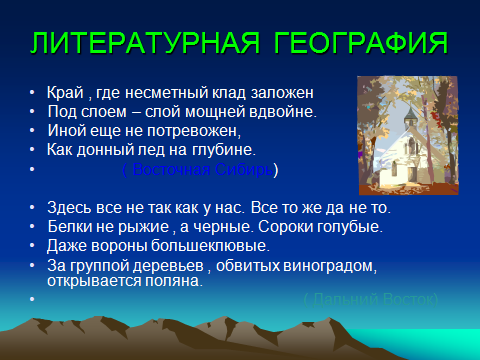 ЛИТЕРАТУРНАЯ ГЕОГРАФИЯ
• Край , где несметный клад заложен
• Под слоем – слой мощней вдвойне.
• Иной еще не потревожен,
• Как донный лед на глубине.
• ( Восточная Сибирь)
• Здесь все не так как у нас. Все то же да не то.
• Белки не рыжие , а черные. Сороки голубые.
• Даже вороны большеклювые.
• За группой деревьев , обвитых виноградом,
открывается поляна.
• ( Дальний Восток)